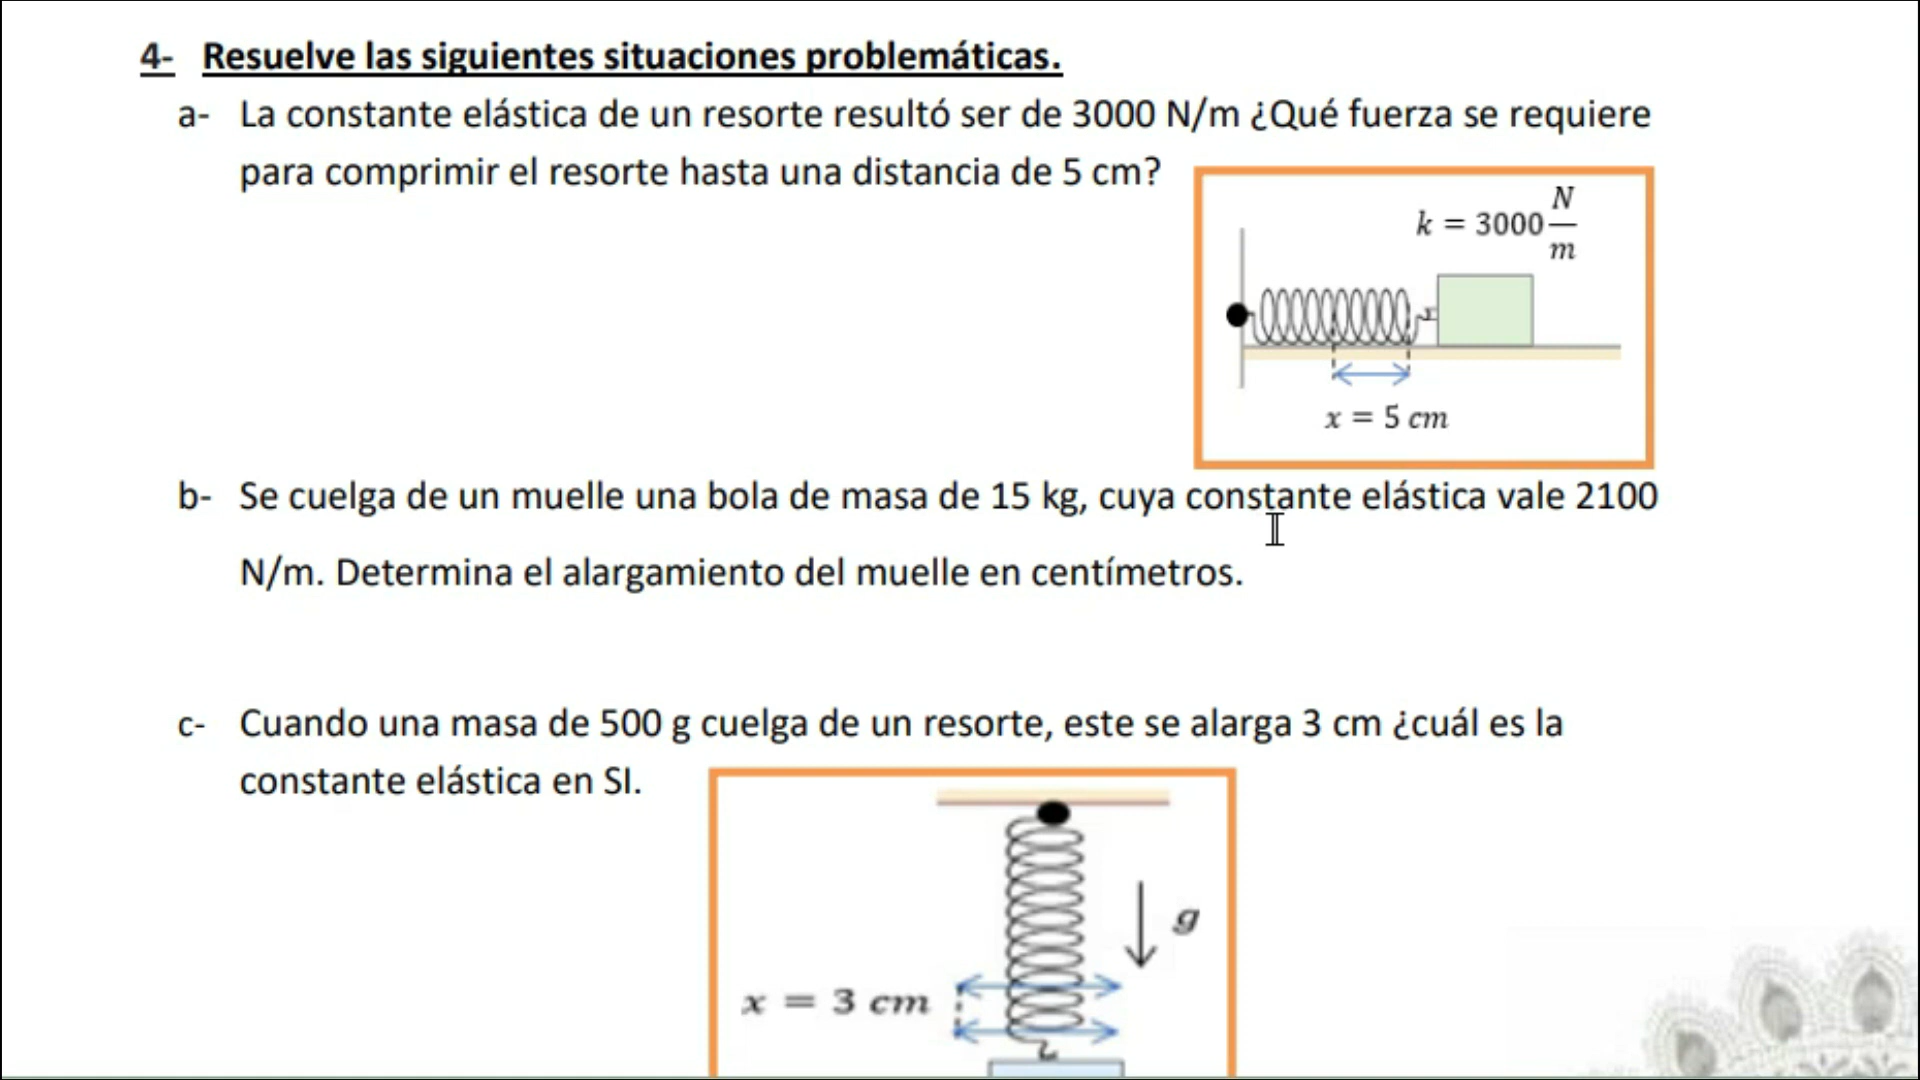 4- Resuelve las siguientes situaciones problemáticas.
a- La constante elástica de un resorte resultó ser de 3000 N/m ¿Qué fuerza se requiere
para comprimir el resorte hasta una distancia de 5 cm?
k = 3000 N/m
x = 5 cm
b- Se cuelga de un muelle una bola de masa de 15 kg, cuya constante elástica vale 2100
N/m. Determina el alargamiento del muelle en centímetros.
c- Cuando una masa de 500 g cuelga de un resorte, este se alarga 3 cm ¿cuál es la
constante elástica en SI.
g
x = 3 cm